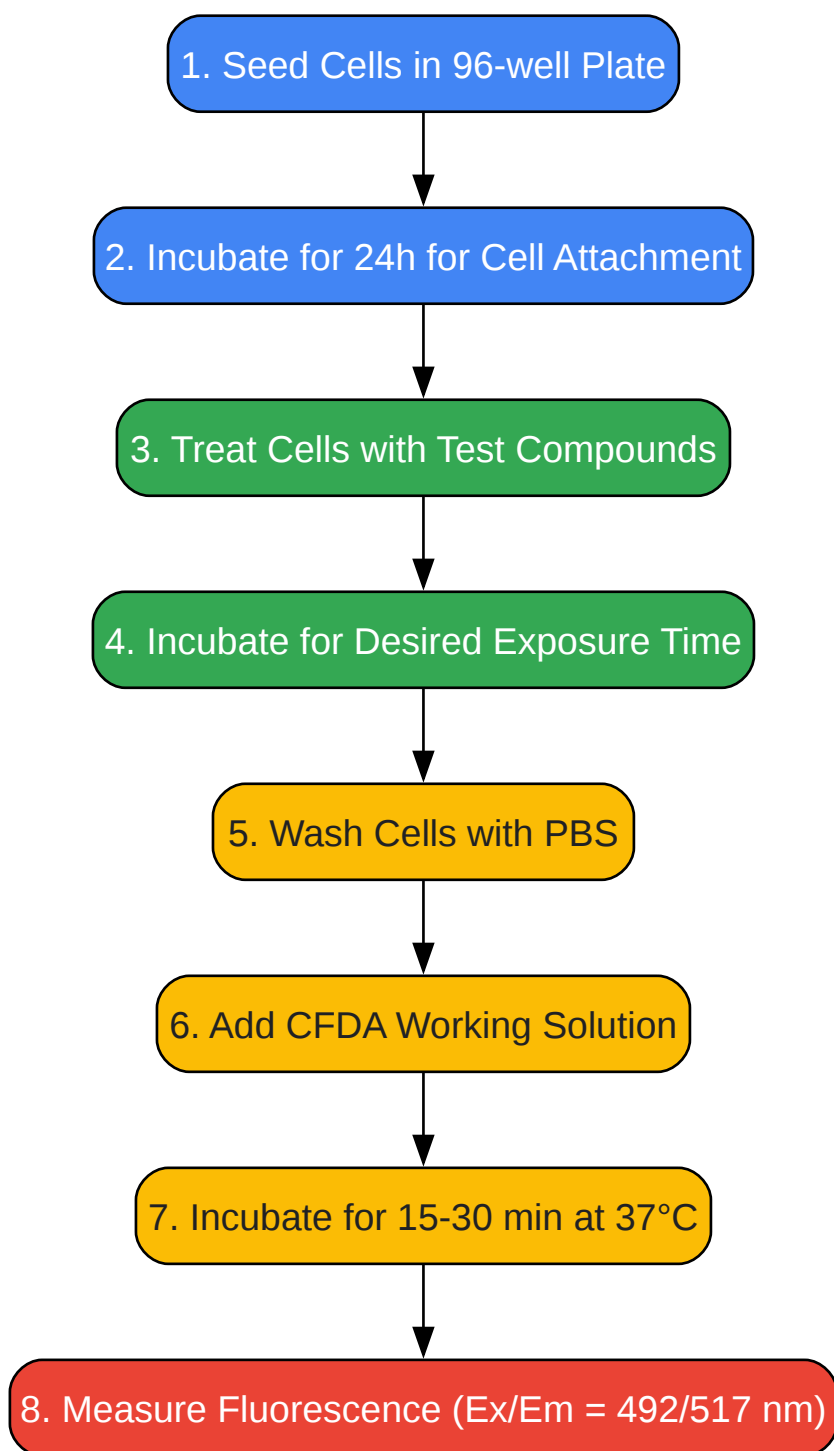 1. Seed Cells in 96-well Plate
2. Incubate for 24h for Cell Attachment
3. Treat Cells with Test Compounds
4. Incubate for Desired Exposure Time
5. Wash Cells with PBS
6. Add CFDA Working Solution
7. Incubate for 15-30 min at 37°C
8. Measure Fluorescence (Ex/Em = 492/517 nm)